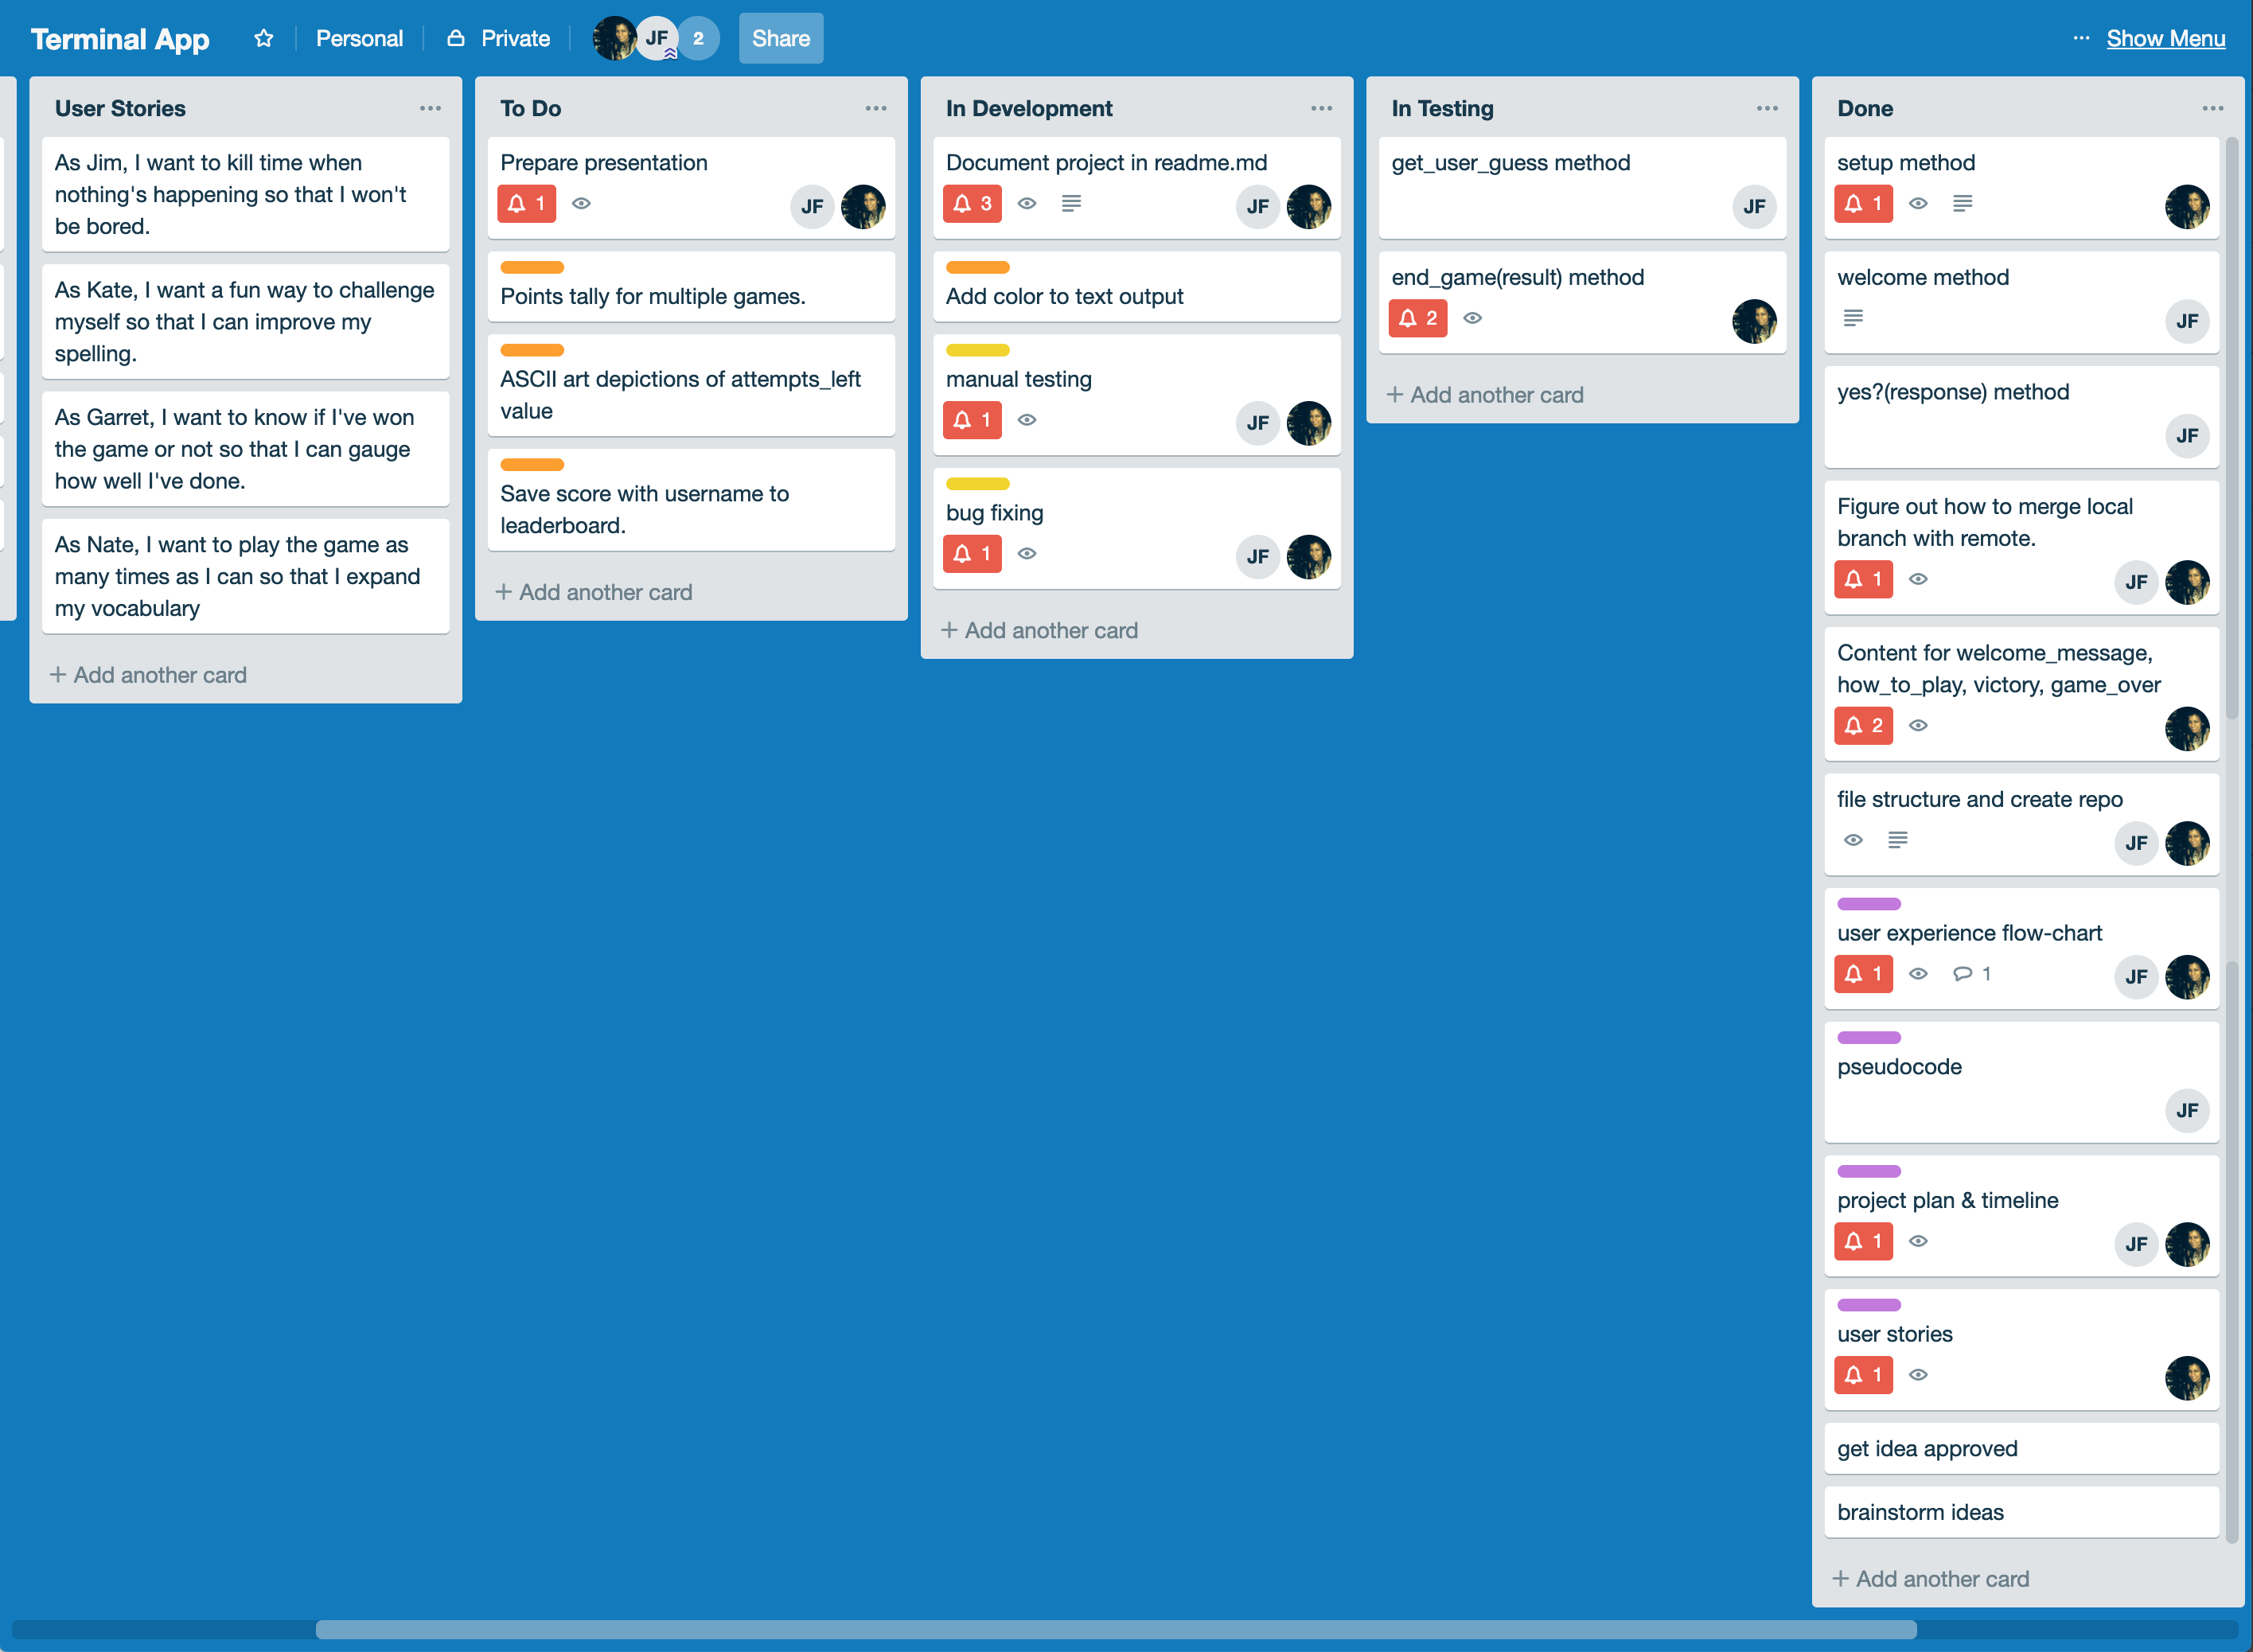 Terminal App
Personal
Private
JF
2
Share
Show Menu
User Stories
As Jim, I want to kill time when
nothing's happening so that I won't
be bored.
As Kate, I want a fun way to challenge
myself so that I can improve my
spelling.
As Garret, I want to know if I've won
the game or not so that I can gauge
how well I've done.
As Nate, I want to play the game as
many times as I can so that I expand
my vocabulary
+ Add another card
To Do
Prepare presentation
1
JF
Points tally for multiple games.
ASCII art depictions of attempts_left
value
Save score with username to
leaderboard.
+ Add another card
In Development
Document project in readme.md
3
JF
Add color to text output
manual testing
1
JF
bug fixing
1
JF
+ Add another card
In Testing
get_user_guess method
JF
end_game(result) method
2
+ Add another card
Done
setup method
1
welcome method
JF
yes?(response) method
JF
Figure out how to merge local
branch with remote.
1
JF
Content for welcome_message,
how_to_play, victory, game_over
2
file structure and create repo
JF
user experience flow-chart
1
1
JF
pseudocode
JF
project plan & timeline
1
JF
user stories
1
get idea approved
brainstorm ideas
+ Add another card